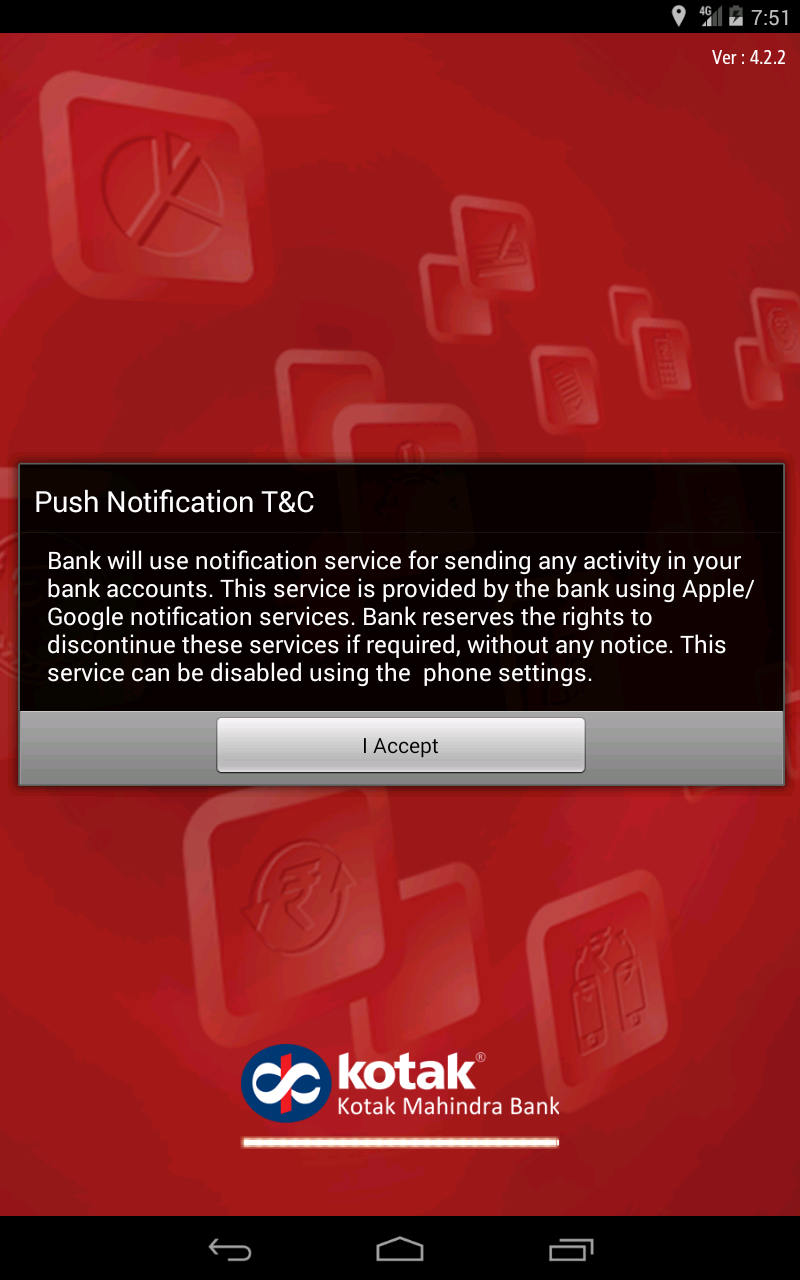 4G 7:51
Ver : 4.2.2
Push Notification T&C
Bank will use notification service for sending any activity in your
bank accounts. This service is provided by the bank using Apple/
Google notification services. Bank reserves the rights to
discontinue these services if required, without any notice. This
service can be disabled using the  phone settings.
I Accept
kotak®
Kotak Mahindra Bank